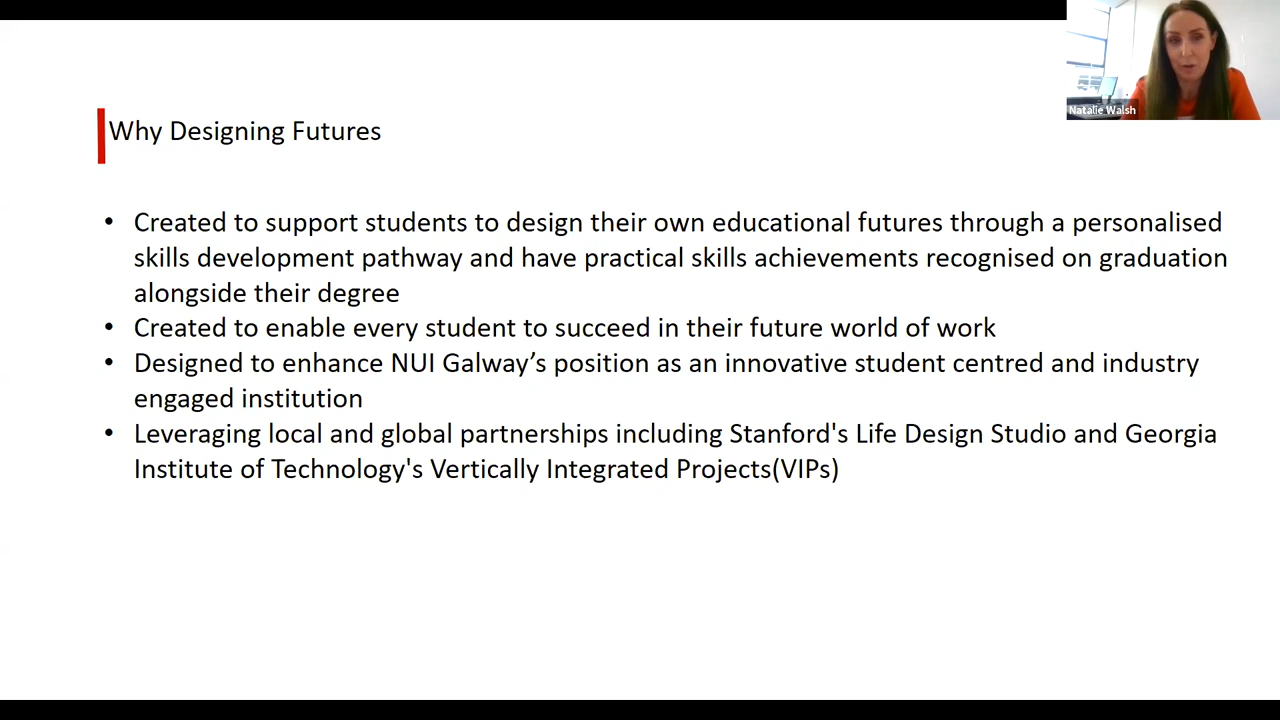 Natalie Walsh
Why Designing Futures
• Created to support students to design their own educational futures through a personalised
skills development pathway and have practical skills achievements recognised on graduation
alongside their degree
• Created to enable every student to succeed in their future world of work
• Designed to enhance NUI Galway’s position as an innovative student centred and industry
engaged institution
• Leveraging local and global partnerships including Stanford's Life Design Studio and Georgia
Institute of Technology's Vertically Integrated Projects(VIPs)